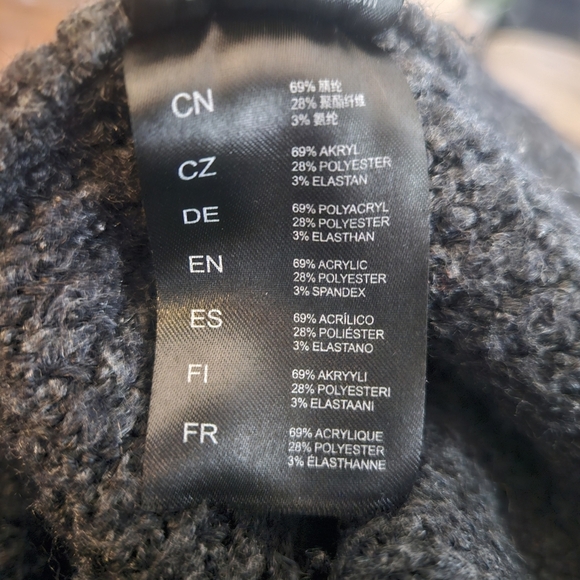 CN
69% 腈纶
28% 聚酯纤维
3% 氨纶
CZ
69% AKRYL
28% POLYESTER
3% ELASTAN
DE
69% POLYACRYL
28% POLYESTER
3% ELASTHAN
EN
69% ACRYLIC
28% POLYESTER
3% SPANDEX
ES
69% ACRÍLICO
28% POLIÉSTER
3% ELASTANO
FI
69% AKRYYLI
28% POLYESTERI
3% ELASTAANI
FR
69% ACRYLIQUE
28% POLYESTER
3% ÉLASTHANNE